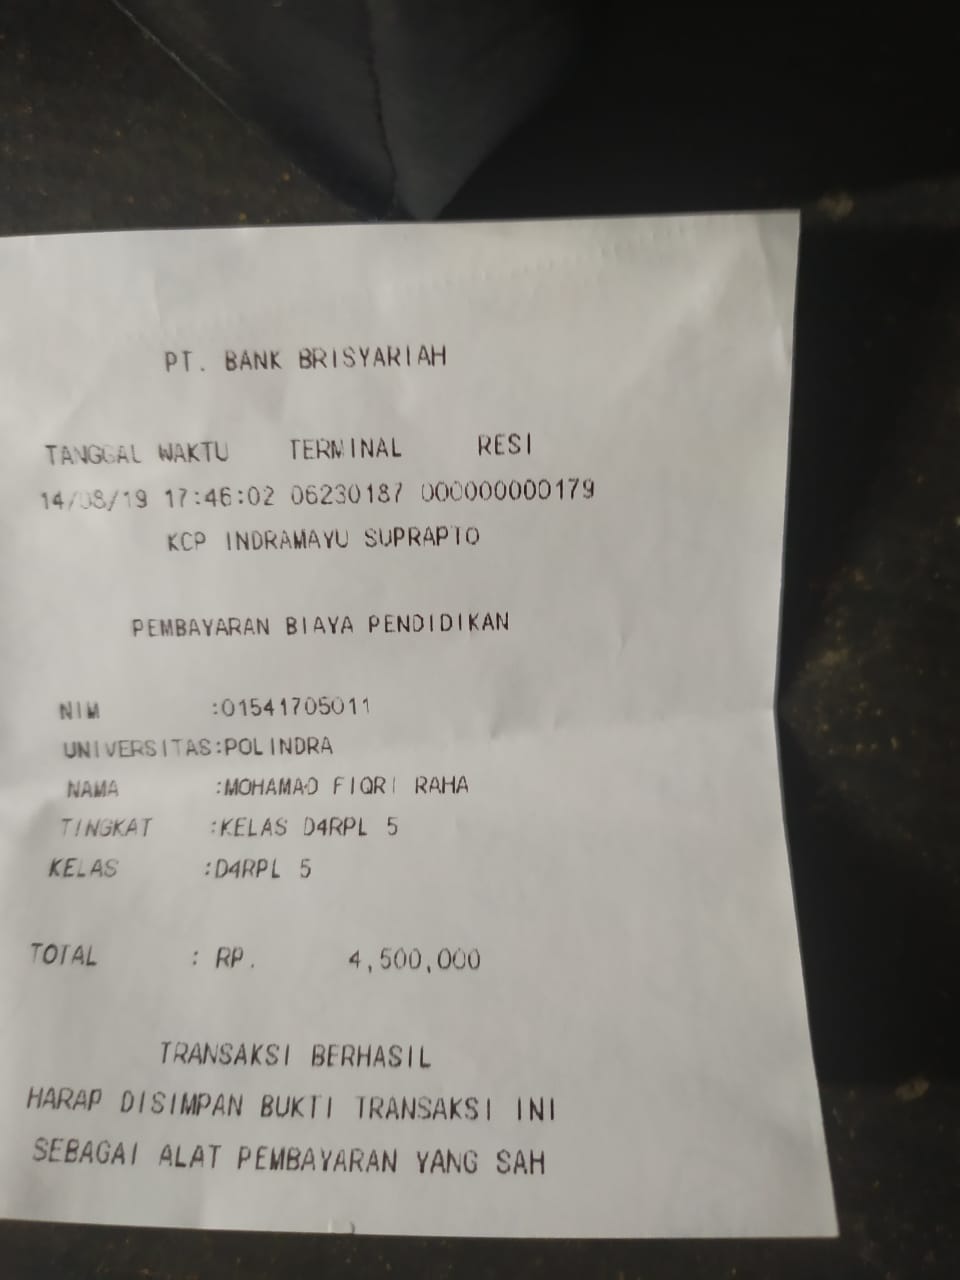 PT. BANK BRISYARIAH
TANGGAL WAKTU TERMINAL RESI
14/08/19 17:46:02 06230187 000000000179
KCP INDRAMAYU SUPRAPTO
PEMBAYARAN BIAYA PENDIDIKAN
NIM :01541705011
UNIVERSITAS:POLINDRA
NAMA :MOHAMAD FIQRI RAHA
TINGKAT :KELAS D4RPL 5
KELAS :D4RPL 5
TOTAL : RP. 4,500,000
TRANSAKSI BERHASIL
HARAP DISIMPAN BUKTI TRANSAKSI INI
SEBAGAI ALAT PEMBAYARAN YANG SAH